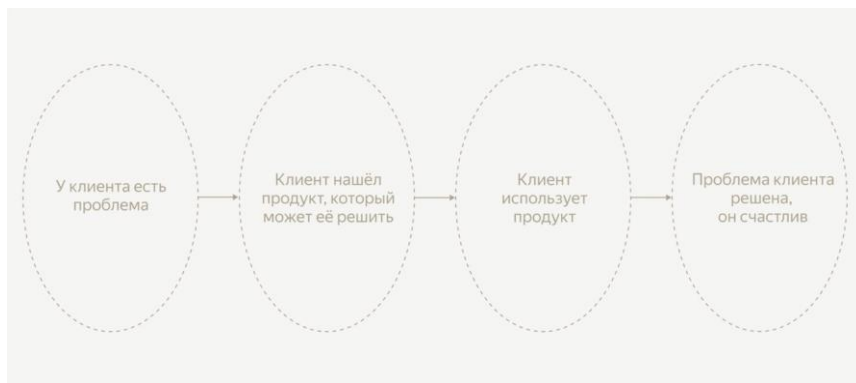 У клиента есть
проблема
Клиент нашёл
продукт, который
может её решить
Клиент
использует
продукт
Проблема клиента
решена,
он счастлив